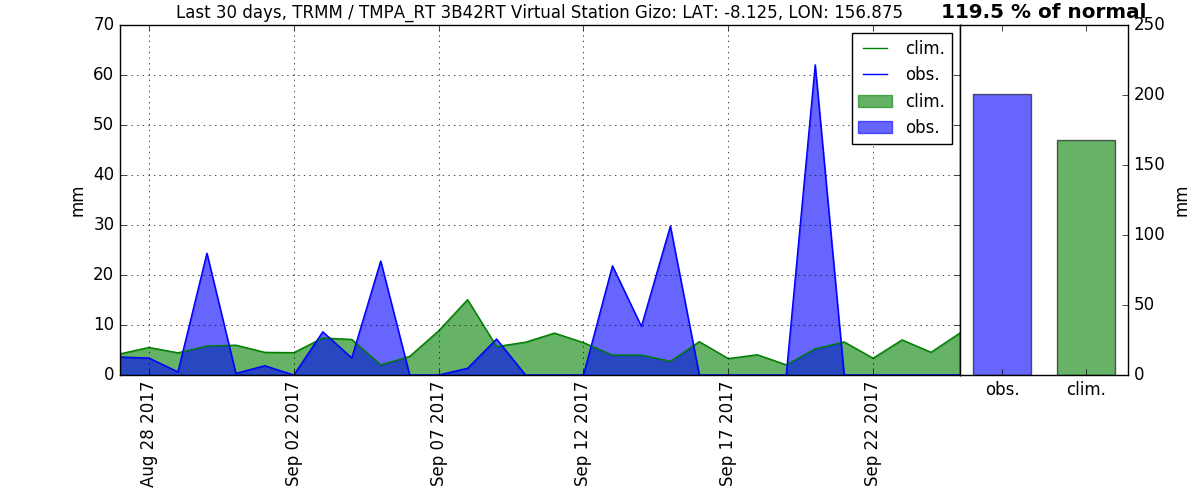 Last 30 days, TRMM / TMPA_RT 3B42RT Virtual Station Gizo: LAT: -8.125, LON: 156.875
119.5 % of normal
70
60
50
40
30
20
10
0
mm
clim.
obs.
clim.
obs.
Aug 28 2017
Sep 02 2017
Sep 07 2017
Sep 12 2017
Sep 17 2017
Sep 22 2017
250
200
150
100
50
0
mm
obs.
clim.